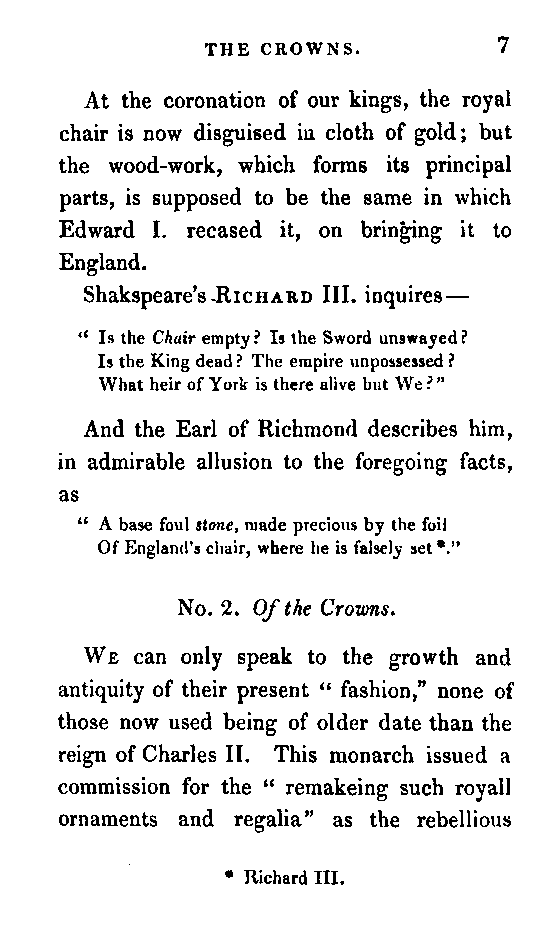 THE CROWNS. 7
At the coronation of our kings, the royal
chair is now disguised in cloth of gold; but
the wood-work, which forms its principal
parts, is supposed to be the same in which
Edward I. recased it, on bringing it to
England.
Shakspeare's RICHARD III. inquires—
“ Is the Chair empty? Is the Sword unswayed?
Is the King dead? The empire unpossessed?
What heir of York is there alive but We?”
And the Earl of Richmond describes him,
in admirable allusion to the foregoing facts,
as
“ A base foul stone, made precious by the foil
Of England's chair, where he is falsely set *.”
No. 2. Of the Crowns.
WE can only speak to the growth and
antiquity of their present “ fashion,” none of
those now used being of older date than the
reign of Charles II. This monarch issued a
commission for the “ remakeing such royall
ornaments and regalia” as the rebellious
* Richard III.